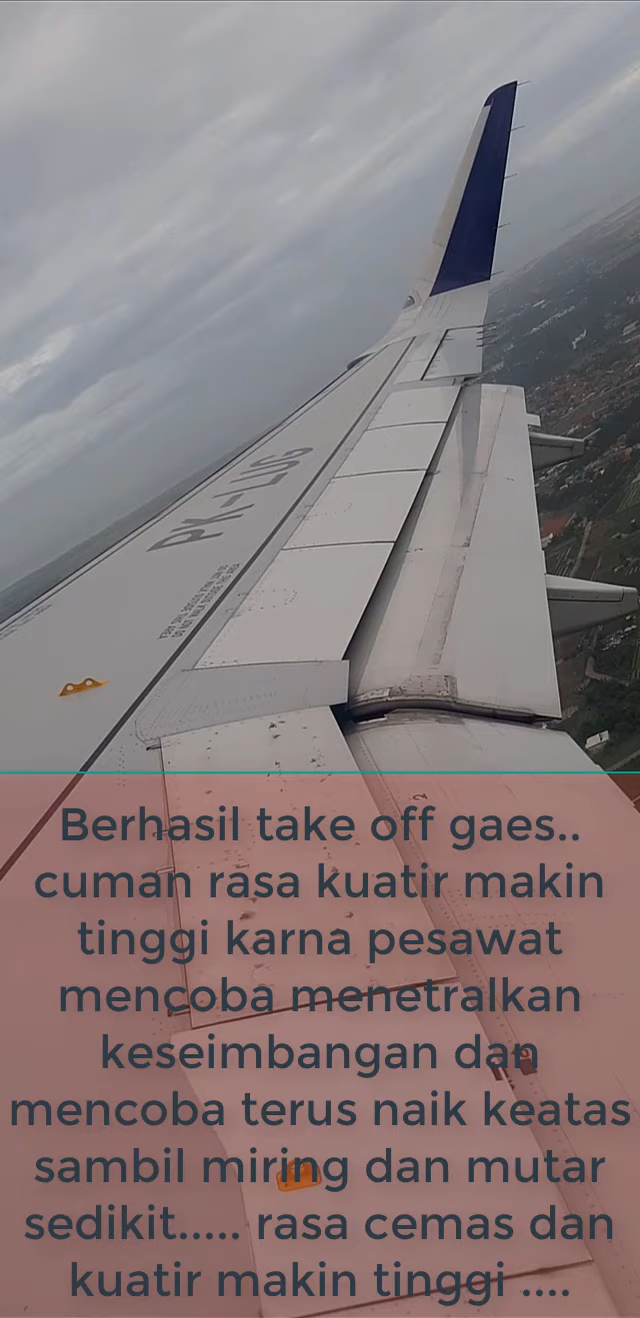 PK-LUG
Berhasil take off gaes..
cuman rasa kuatir makin
tinggi karna pesawat
mencoba menetralkan
keseimbangan dan
mencoba terus naik keatas
sambil miring dan mutar
sedikit..... rasa cemas dan
kuatir makin tinggi ....